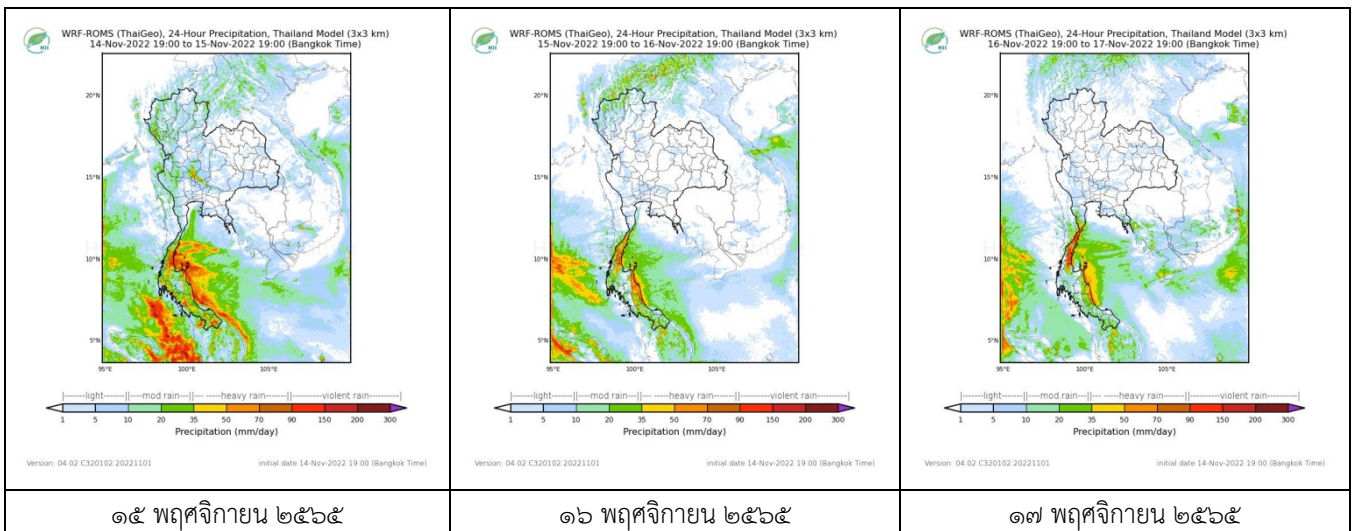 HII
WRF-ROMS (ThaiGeo), 24-Hour Precipitation, Thailand Model (3x3 km)
14-Nov-2022 19:00 to 15-Nov-2022 19:00 (Bangkok Time)
20°N
15°N
10°N
5°N
95°E 100°E 105°E
|------light----||---mod rain---||--- ---heavy rain-----||---------violent rain-------|
1 5 10 20 35 50 70 90 150 200 300
Precipitation (mm/day)
Version: 04.02.C320102.20221101 initial date 14-Nov-2022 19:00 (Bangkok Time)
๑๕ พฤศจิกายน ๒๕๖๕
HII
WRF-ROMS (ThaiGeo), 24-Hour Precipitation, Thailand Model (3x3 km)
15-Nov-2022 19:00 to 16-Nov-2022 19:00 (Bangkok Time)
20°N
15°N
10°N
5°N
95°E 100°E 105°E
|------light----||---mod rain---||--- ---heavy rain-----||---------violent rain-------|
1 5 10 20 35 50 70 90 150 200 300
Precipitation (mm/day)
Version: 04.02.C320102.20221101 initial date 14-Nov-2022 19:00 (Bangkok Time)
๑๖ พฤศจิกายน ๒๕๖๕
HII
WRF-ROMS (ThaiGeo), 24-Hour Precipitation, Thailand Model (3x3 km)
16-Nov-2022 19:00 to 17-Nov-2022 19:00 (Bangkok Time)
20°N
15°N
10°N
5°N
95°E 100°E 105°E
|------light----||---mod rain---||--- ---heavy rain-----||---------violent rain-------|
1 5 10 20 35 50 70 90 150 200 300
Precipitation (mm/day)
Version: 04.02.C320102.20221101 initial date 14-Nov-2022 19:00 (Bangkok Time)
๑๗ พฤศจิกายน ๒๕๖๕